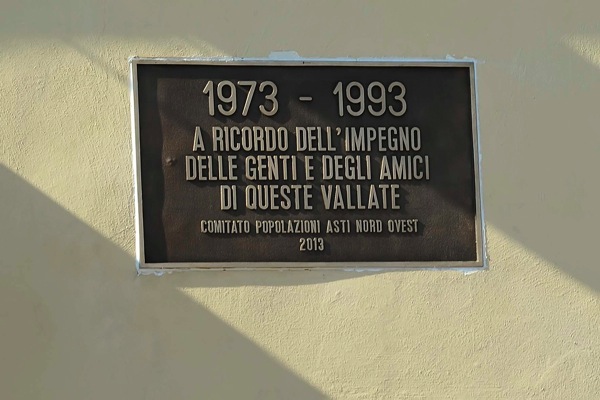 1973 - 1993
A RICORDO DELL'IMPEGNO
DELLE GENTI E DEGLI AMICI
DI QUESTE VALLATE
COMITATO POPOLAZIONI ASTI NORD OVEST
2013